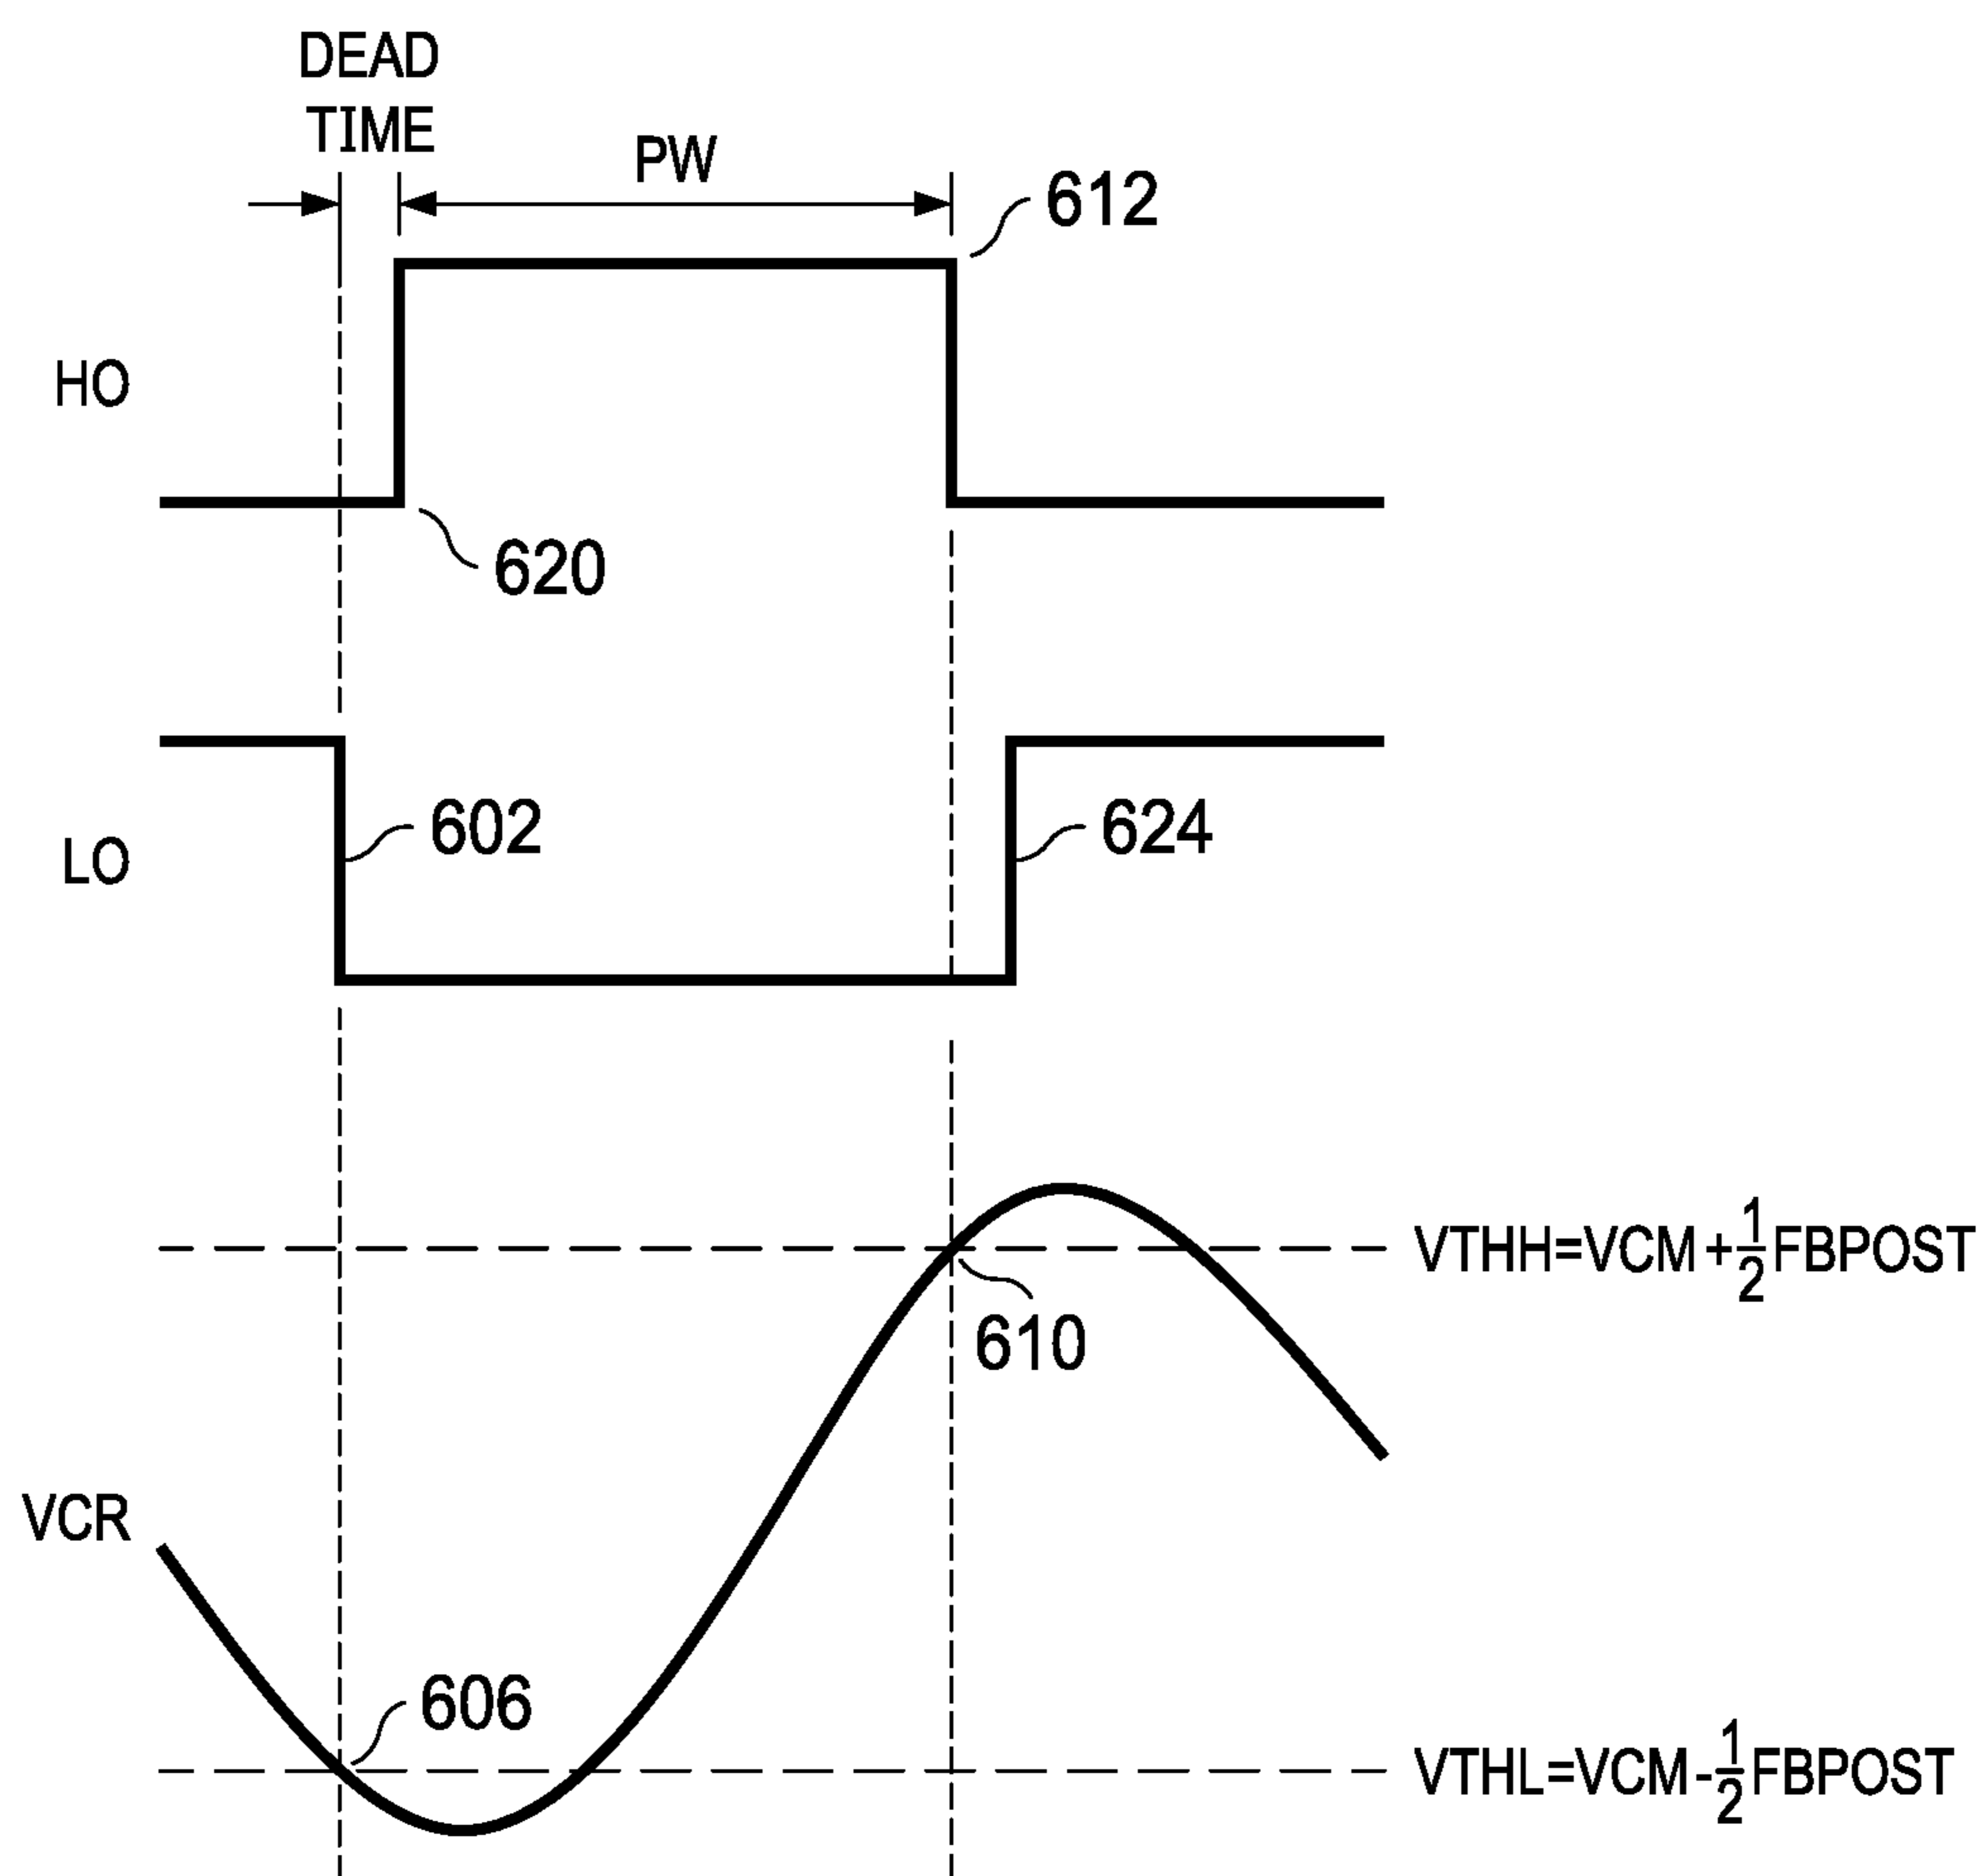 DEAD
TIME
PW
612
HO
620
602
624
LO
VTHH=VCM+1/2FBPOST
610
VCR
606
VTHL=VCM-1/2FBPOST